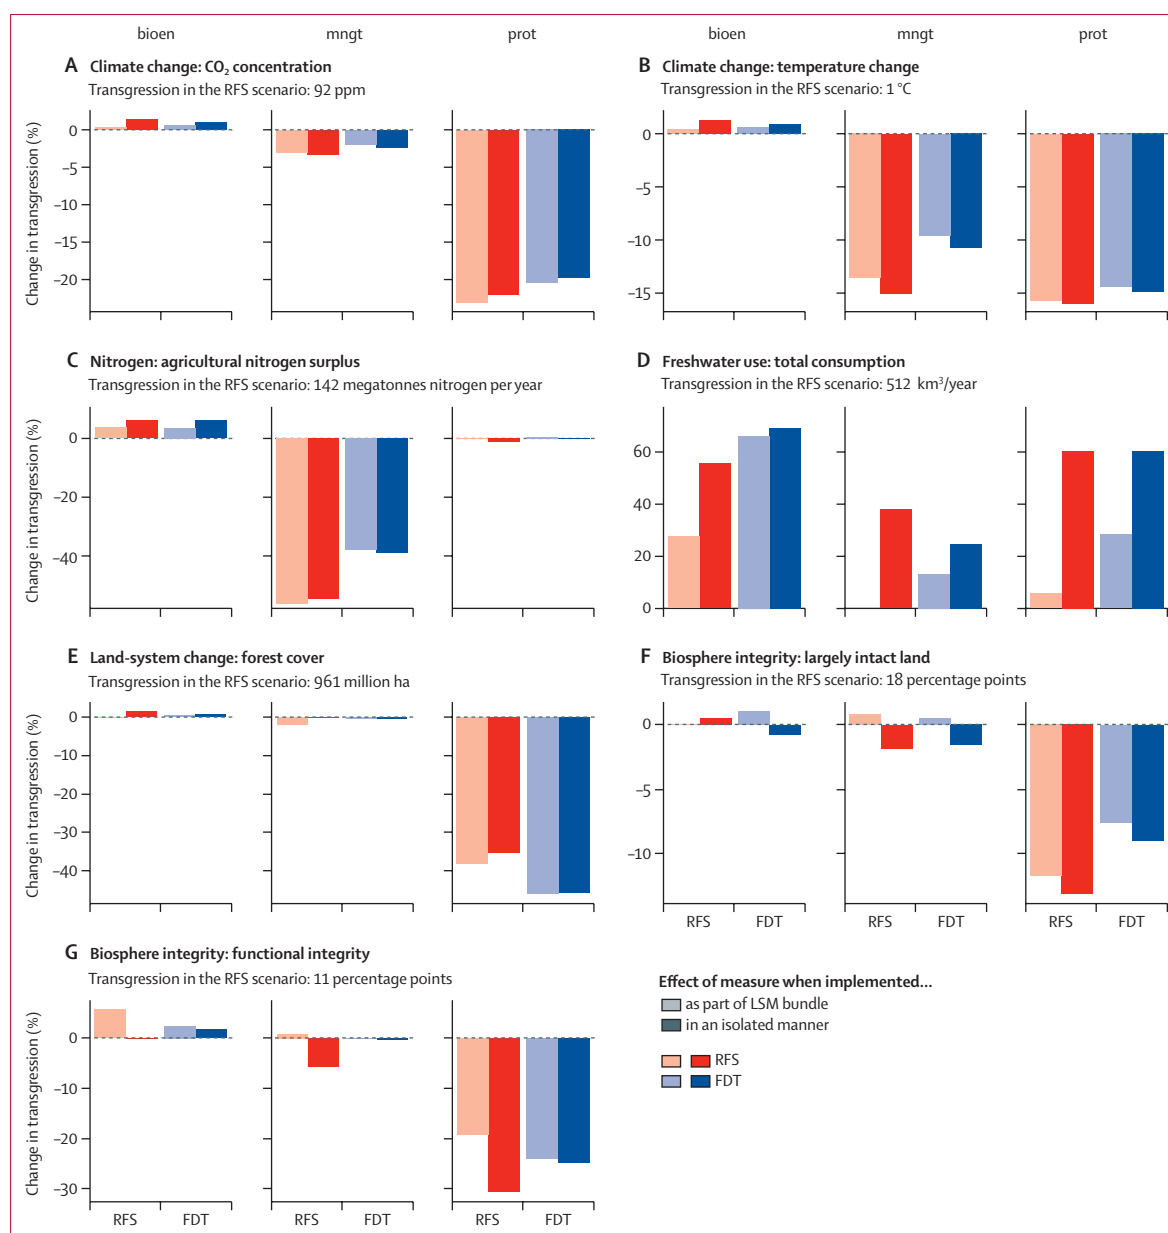 bioen mngt prot bioen mngt prot
A Climate change: CO₂ concentration
Transgression in the RFS scenario: 92 ppm
Change in transgression (%)
0
–5
–10
–15
–20
B Climate change: temperature change
Transgression in the RFS scenario: 1 °C
0
–5
–10
–15
C Nitrogen: agricultural nitrogen surplus
Transgression in the RFS scenario: 142 megatonnes nitrogen per year
Change in transgression (%)
0
–20
–40
D Freshwater use: total consumption
Transgression in the RFS scenario: 512 km³/year
60
40
20
0
E Land-system change: forest cover
Transgression in the RFS scenario: 961 million ha
Change in transgression (%)
0
–10
–20
–30
–40
F Biosphere integrity: largely intact land
Transgression in the RFS scenario: 18 percentage points
0
–5
–10
RFS FDT RFS FDT RFS FDT
G Biosphere integrity: functional integrity
Transgression in the RFS scenario: 11 percentage points
Change in transgression (%)
0
–10
–20
–30
RFS FDT RFS FDT RFS FDT
Effect of measure when implemented...
as part of LSM bundle
in an isolated manner
RFS
FDT